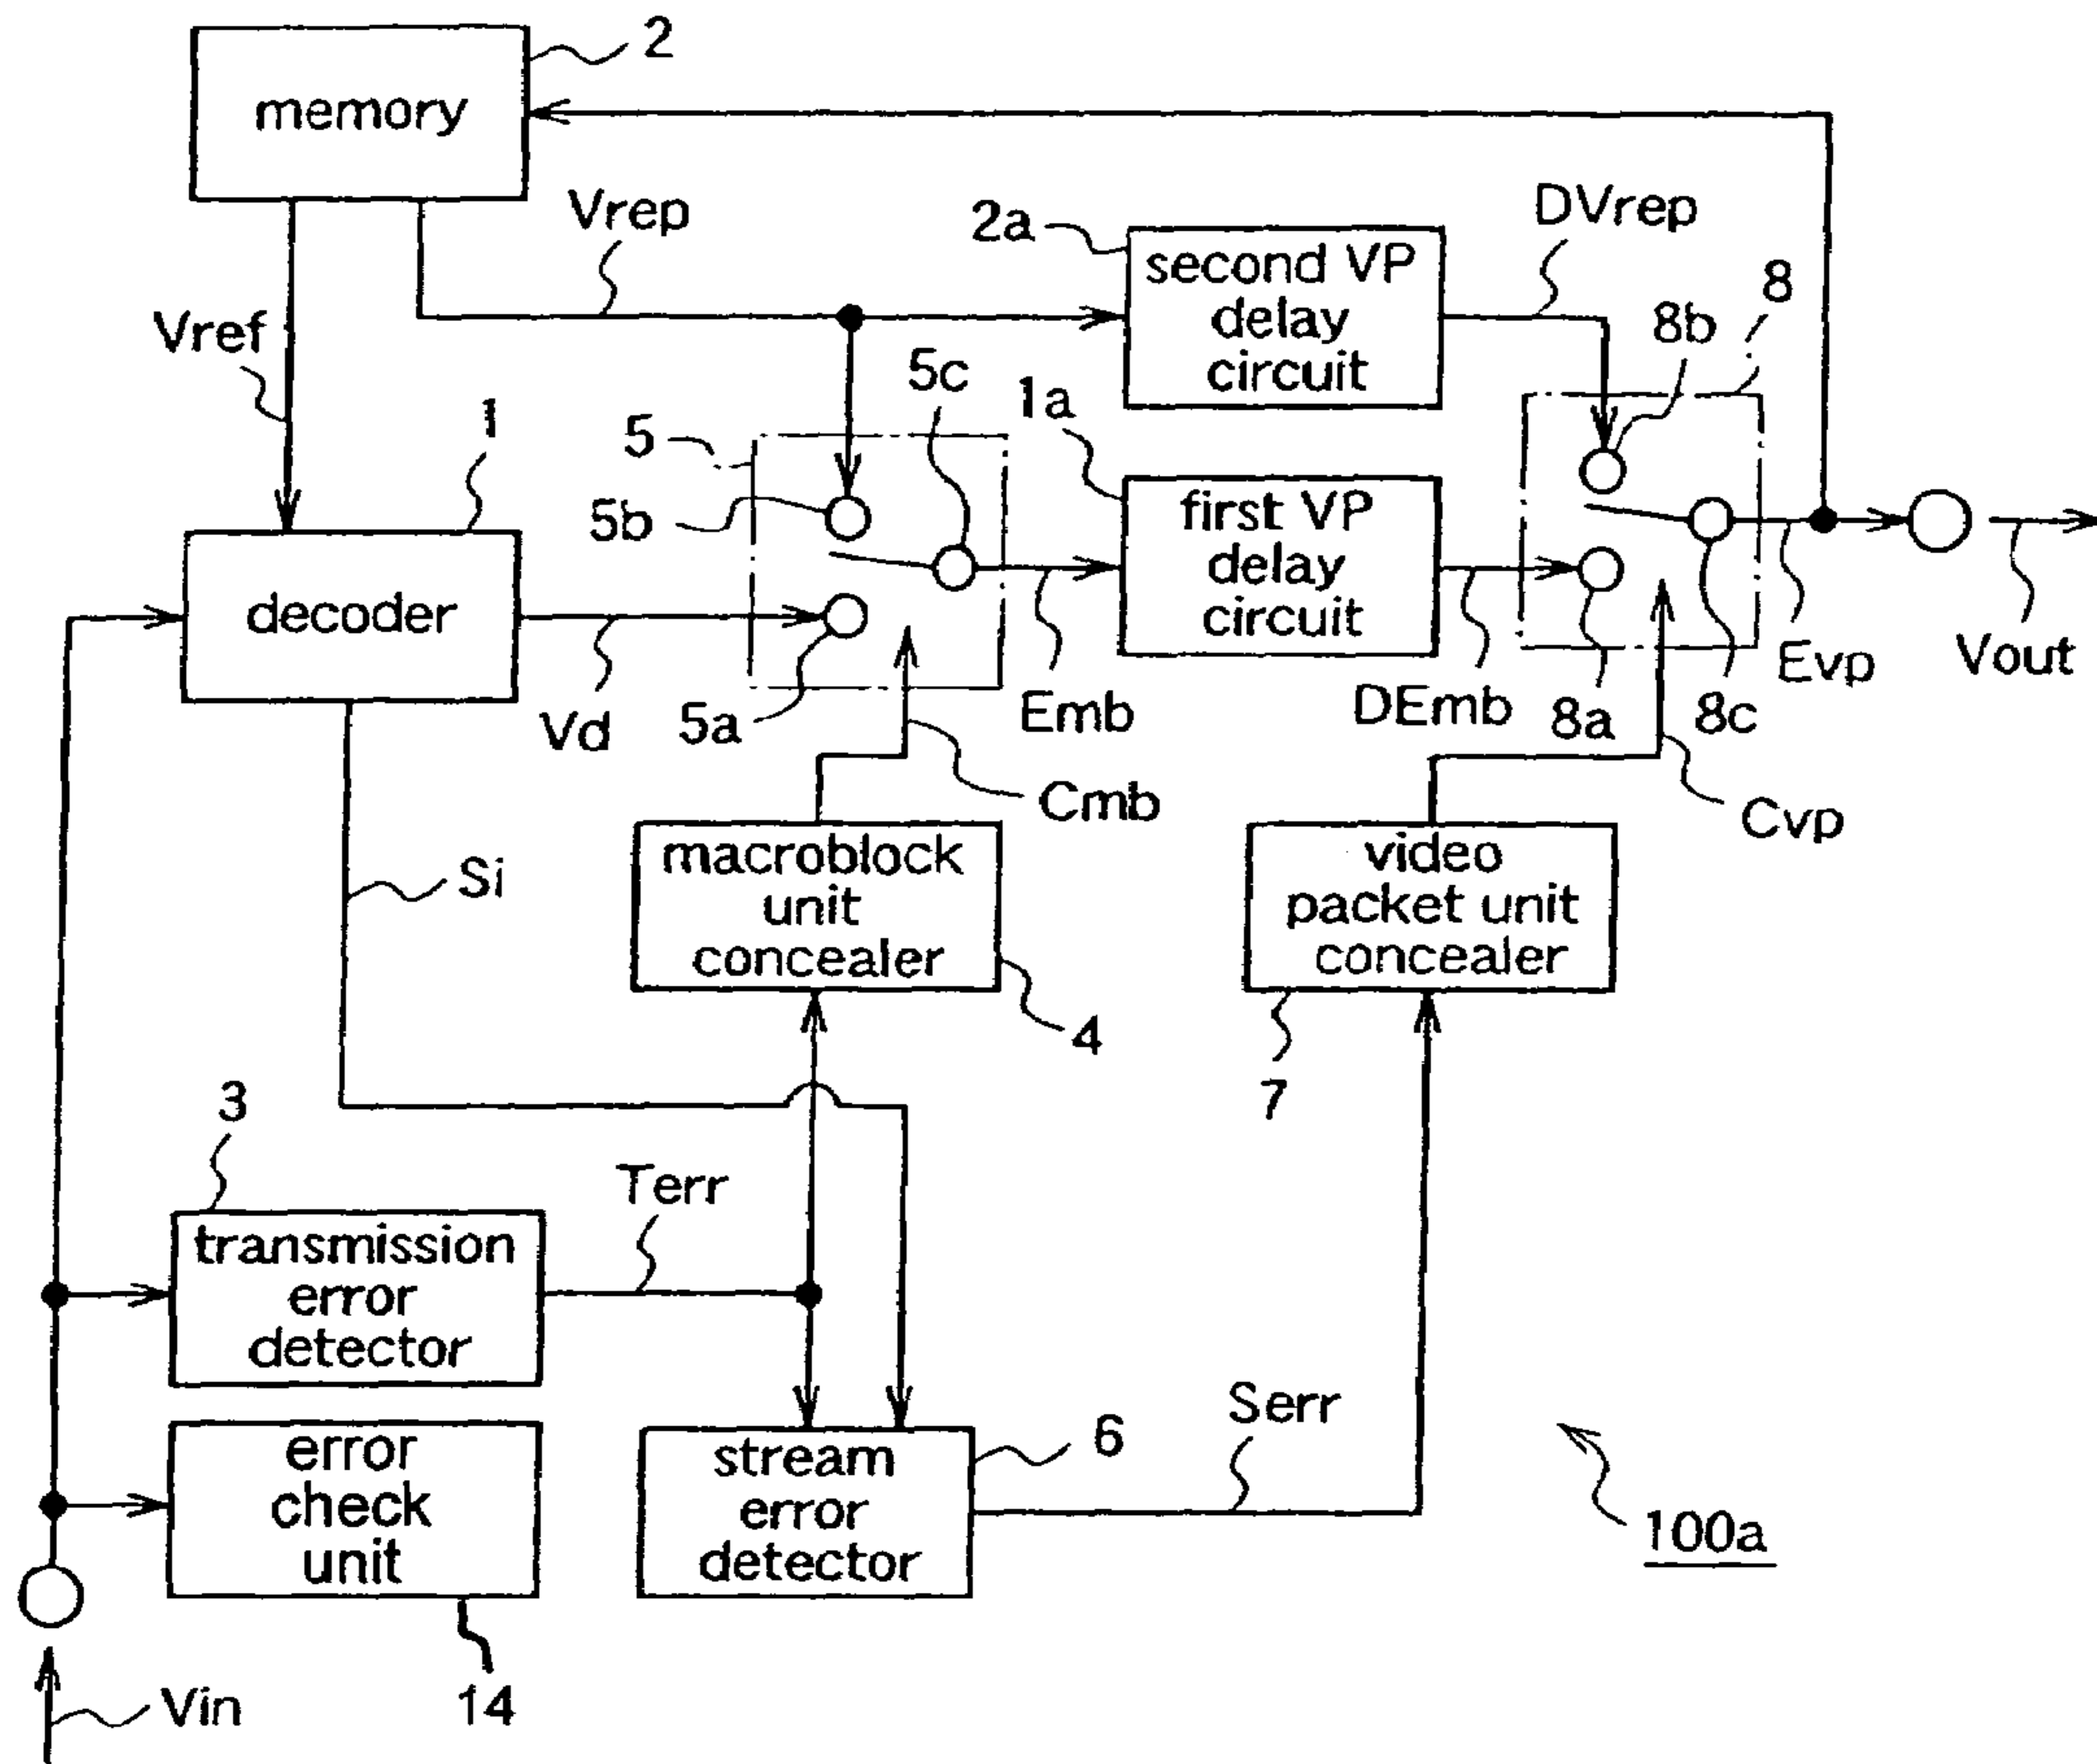 2
memory
Vrep
2a
second VP
delay
circuit
DVrep
8
8b
Vref
1
5
5b
5c
1a
first VP
delay
circuit
decoder
Vd
5a
Emb
DEmb
8a
8c
Evp
Vout
Cmb
Cvp
Si
macroblock
unit
concealer
4
video
packet unit
concealer
7
3
transmission
error
detector
Terr
error
check
unit
14
stream
error
detector
6
Serr
100a
Vin